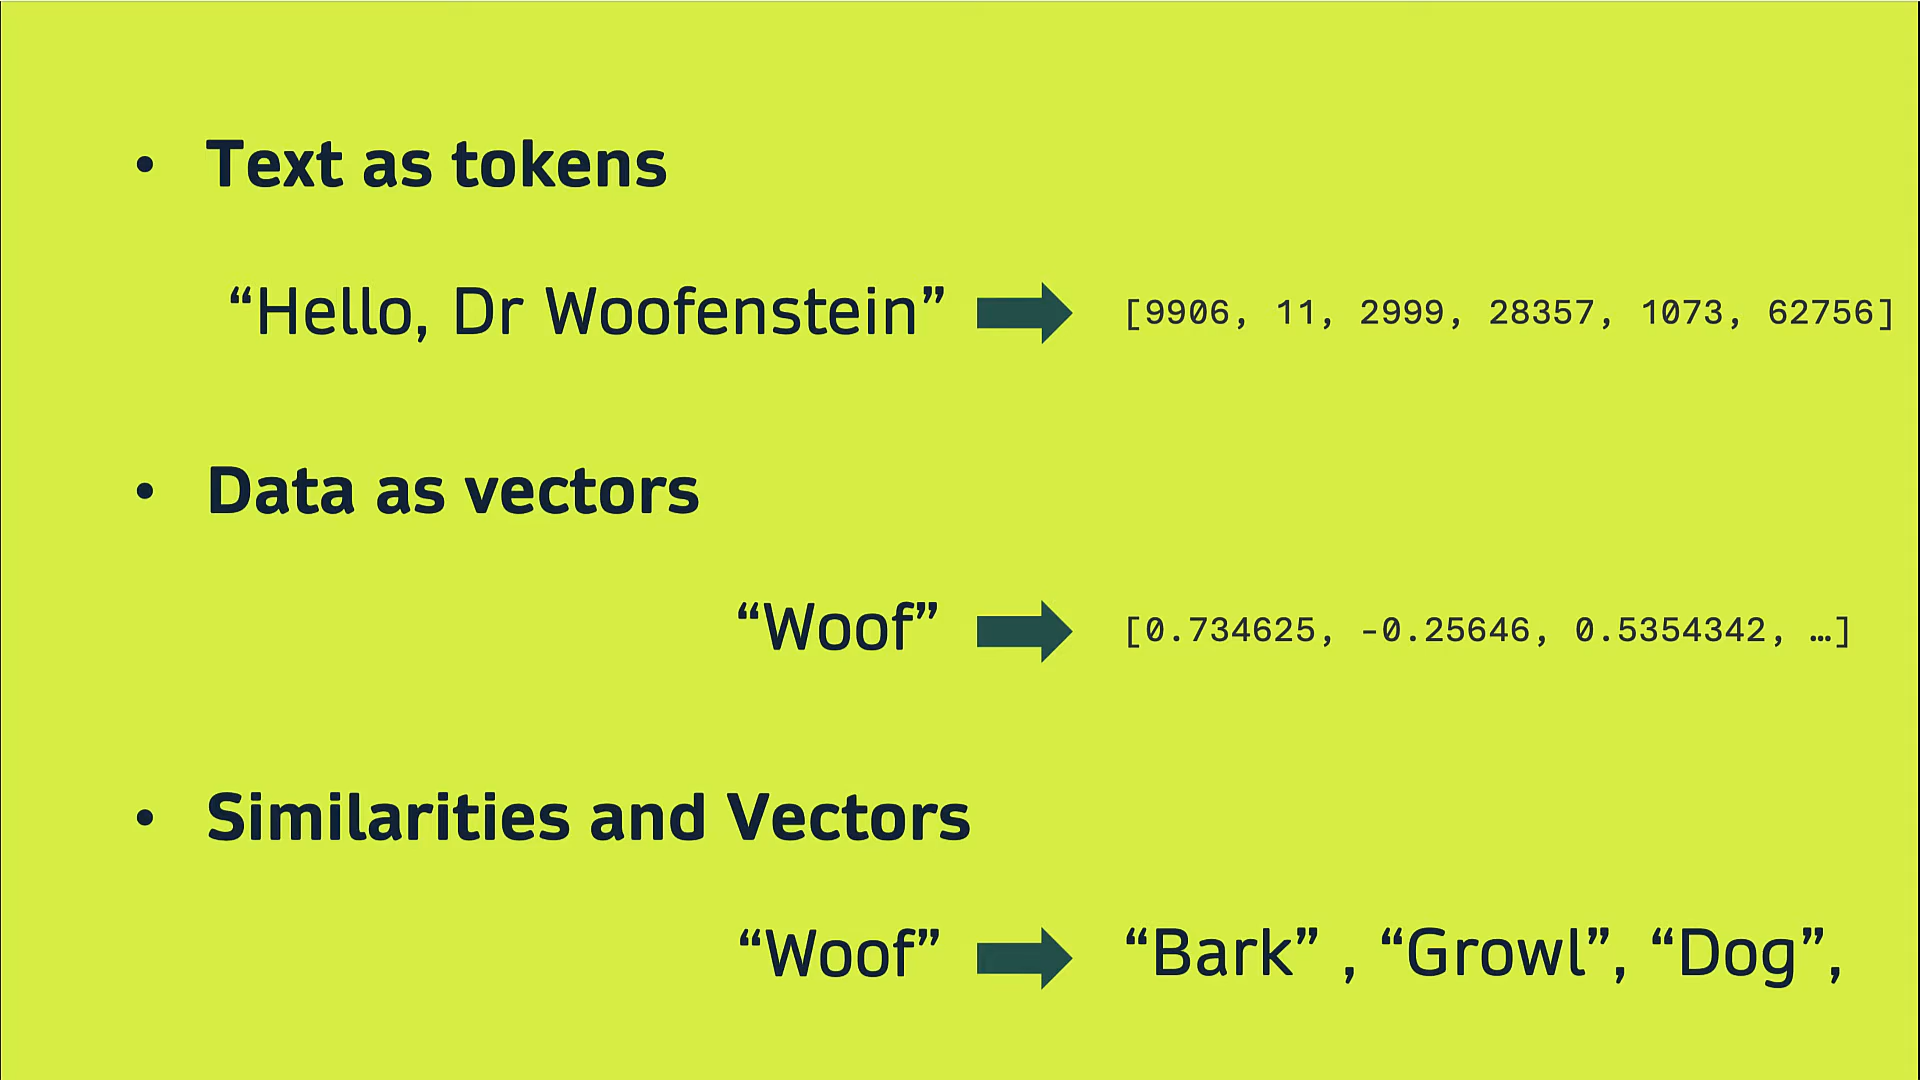 • Text as tokens
“Hello, Dr Woofenstein” [9906, 11, 2999, 28357, 1073, 62756]
• Data as vectors
“Woof” [0.734625, -0.25646, 0.5354342, …]
• Similarities and Vectors
“Woof” “Bark” , “Growl”, “Dog”,